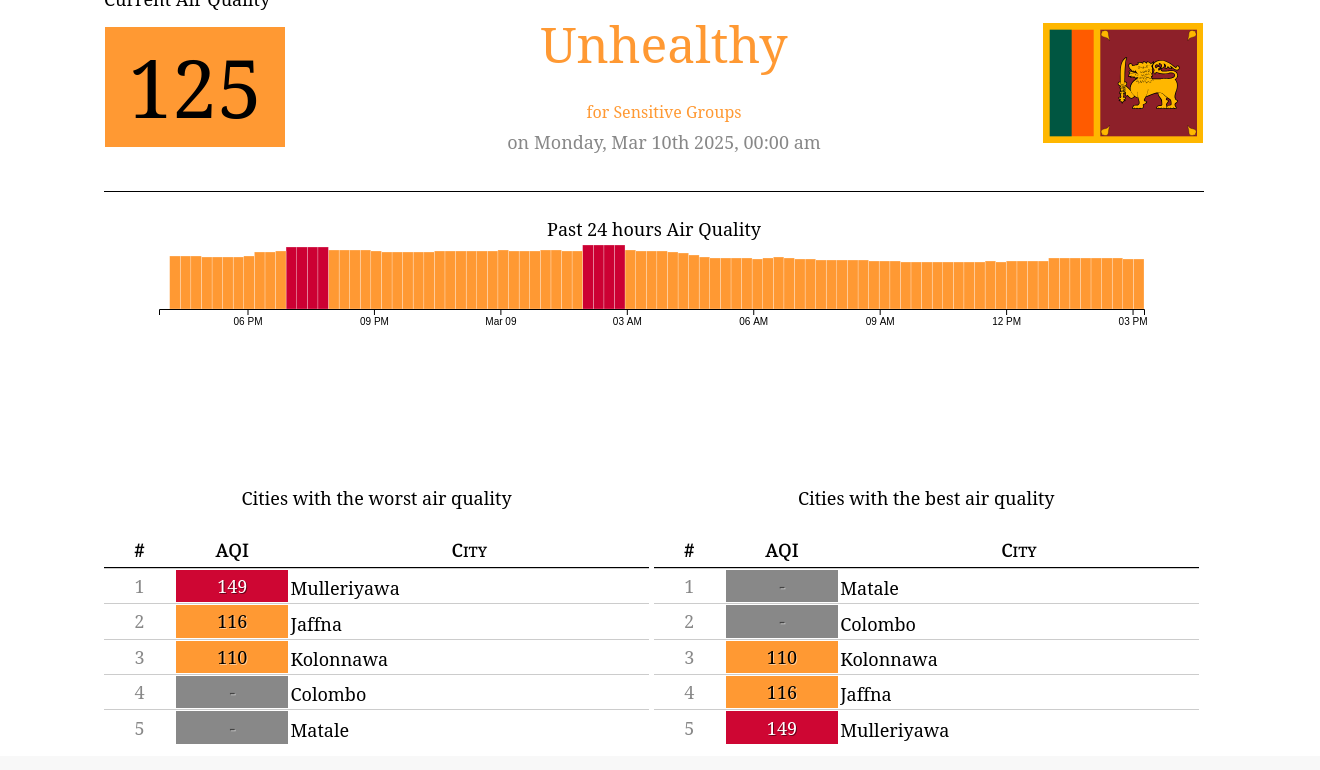 Current Air Quality
125
Unhealthy
for Sensitive Groups
on Monday, Mar 10th 2025, 00:00 am
Past 24 hours Air Quality
06 PM 09 PM Mar 09 03 AM 06 AM 09 AM 12 PM 03 PM
Cities with the worst air quality
# AQI City
1 149 Mulleriyawa
2 116 Jaffna
3 110 Kolonnawa
4 - Colombo
5 - Matale
Cities with the best air quality
# AQI City
1 - Matale
2 - Colombo
3 110 Kolonnawa
4 116 Jaffna
5 149 Mulleriyawa